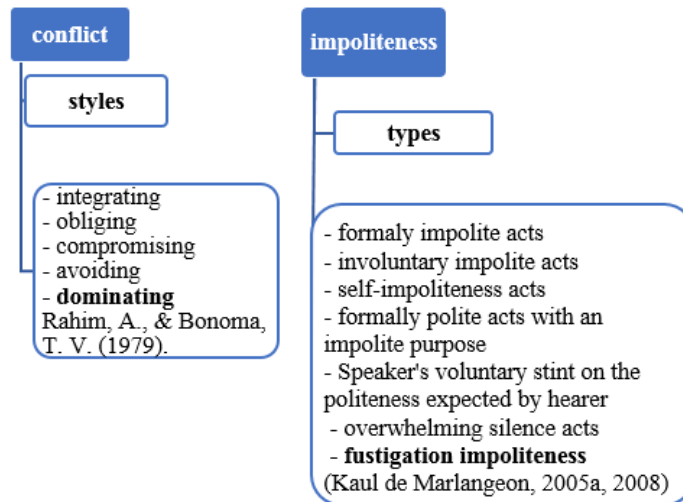 conflict
styles
- integrating
- obliging
- compromising
- avoiding
- dominating
Rahim, A., & Bonoma,
T. V. (1979).
impoliteness
types
- formaly impolite acts
- involuntary impolite acts
- self-impoliteness acts
- formally polite acts with an
impolite purpose
- Speaker's voluntary stint on the
politeness expected by hearer
- overwhelming silence acts
- fustigation impoliteness
(Kaul de Marlangeon, 2005a, 2008)